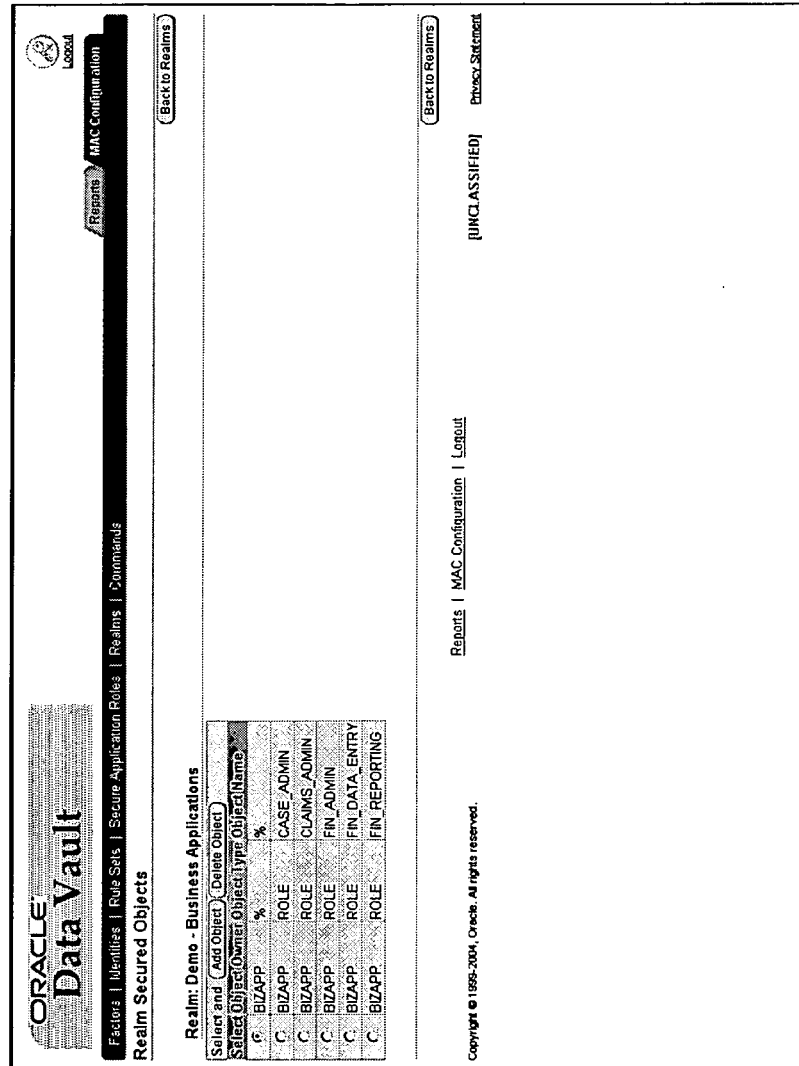 ORACLE
Data Vault
Logout
Reports MAC Configuration
Factors | Identities | Rule Sets | Secure Application Roles | Realms | Commands
Realm Secured Objects
Back to Realms
Realm: Demo - Business Applications
Select and Add Object Delete Object
Select Object Owner Object Type Object Name
BIZAPP % %
BIZAPP ROLE CASE_ADMIN
BIZAPP ROLE CLAIMS_ADMIN
BIZAPP ROLE FIN_ADMIN
BIZAPP ROLE FIN_DATA_ENTRY
BIZAPP ROLE FIN_REPORTING
Back to Realms
Reports | MAC Configuration | Logout
Copyright © 1999-2004, Oracle. All rights reserved.
[UNCLASSIFIED]
Privacy Statement